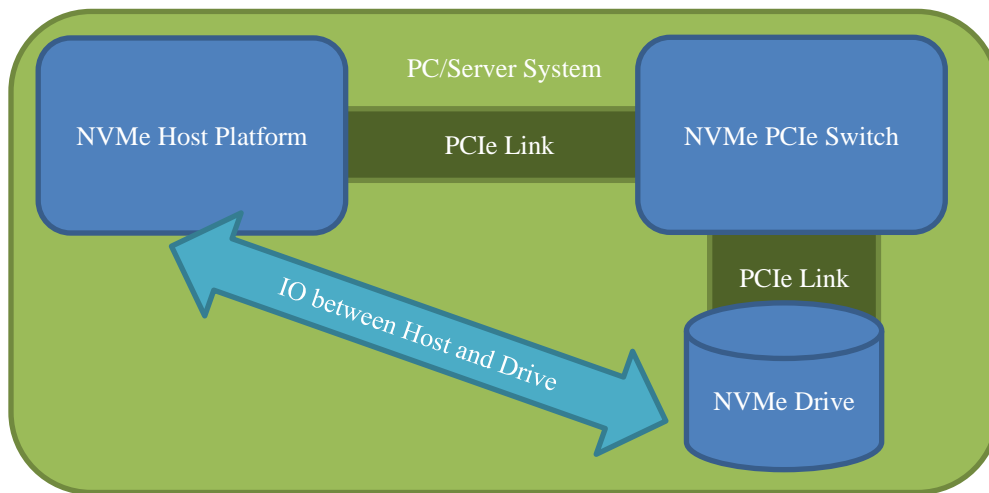 PC/Server System
NVMe Host Platform
PCIe Link
NVMe PCIe Switch
PCIe Link
IO between Host and Drive
NVMe Drive